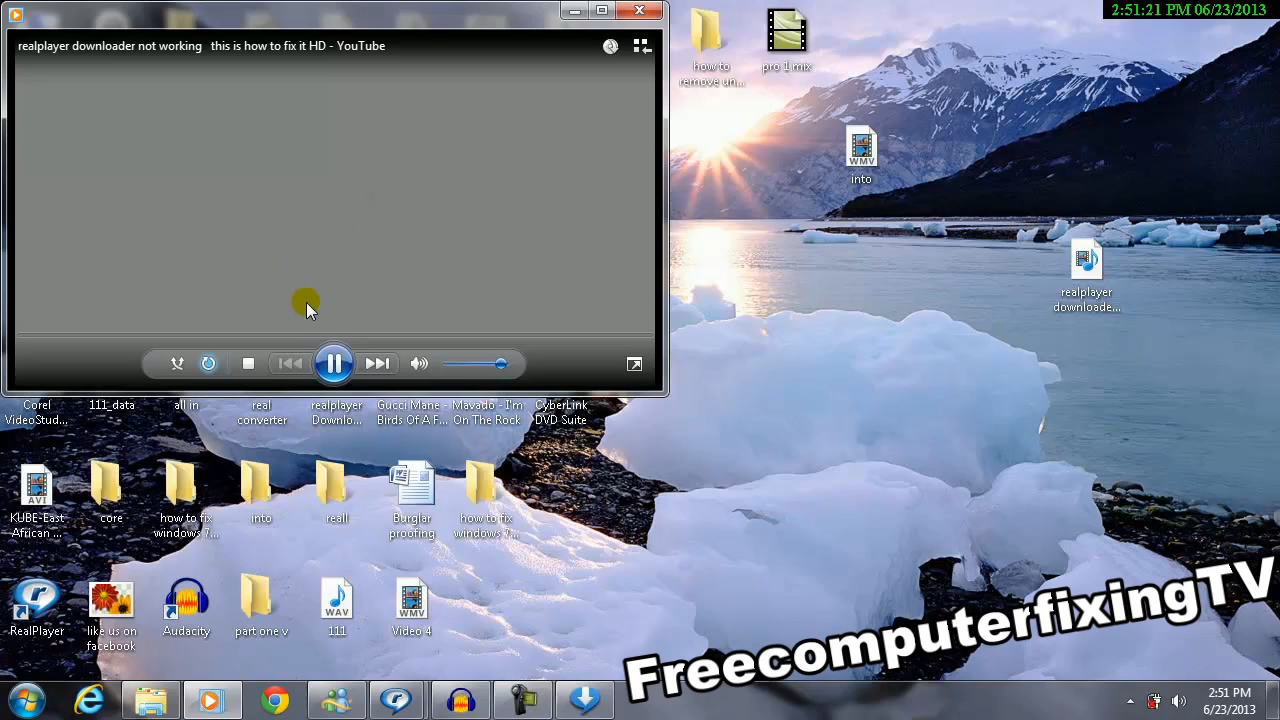 realplayer downloader not working   this is how to fix it HD - YouTube
2:51:21 PM 06/23/2013
how to
remove un...
pro 1.mix
WMV
into
realplayer
downloade...
Corel
VideoStud...
111_data
all in
real
converter
realplayer
Downlo...
Gucci Mane -
Birds Of A F...
Mavado - I'm
On The Rock
CyberLink
DVD Suite
AVI
KUBE-East
African ...
core
how to fix
windows 7...
into
reall
Burglar
proofing
how to fix
windows 7...
RealPlayer
like us on
facebook
Audacity
part one v
WAV
111
WMV
Video 4
FreecomputerfixingTV
2:51 PM
6/23/2013